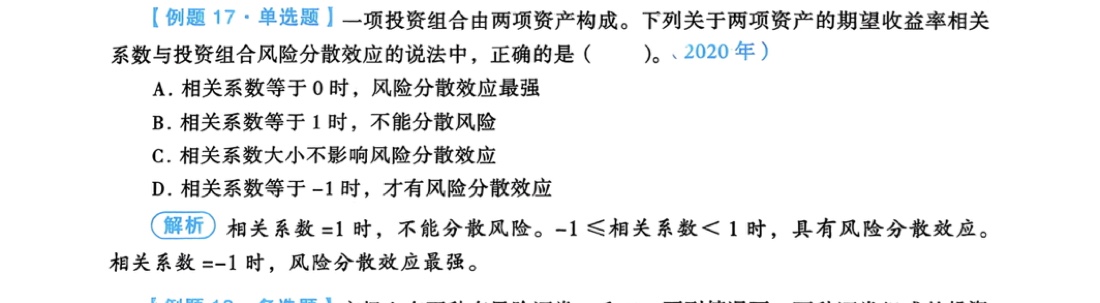 【例题 17·单选题】一项投资组合由两项资产构成。下列关于两项资产的期望收益率相关
系数与投资组合风险分散效应的说法中，正确的是（　　）。、2020 年）
A. 相关系数等于 0 时，风险分散效应最强
B. 相关系数等于 1 时，不能分散风险
C. 相关系数大小不影响风险分散效应
D. 相关系数等于 -1 时，才有风险分散效应
解析 相关系数 =1 时，不能分散风险。-1 ≤相关系数＜ 1 时，具有风险分散效应。
相关系数 =-1 时，风险分散效应最强。